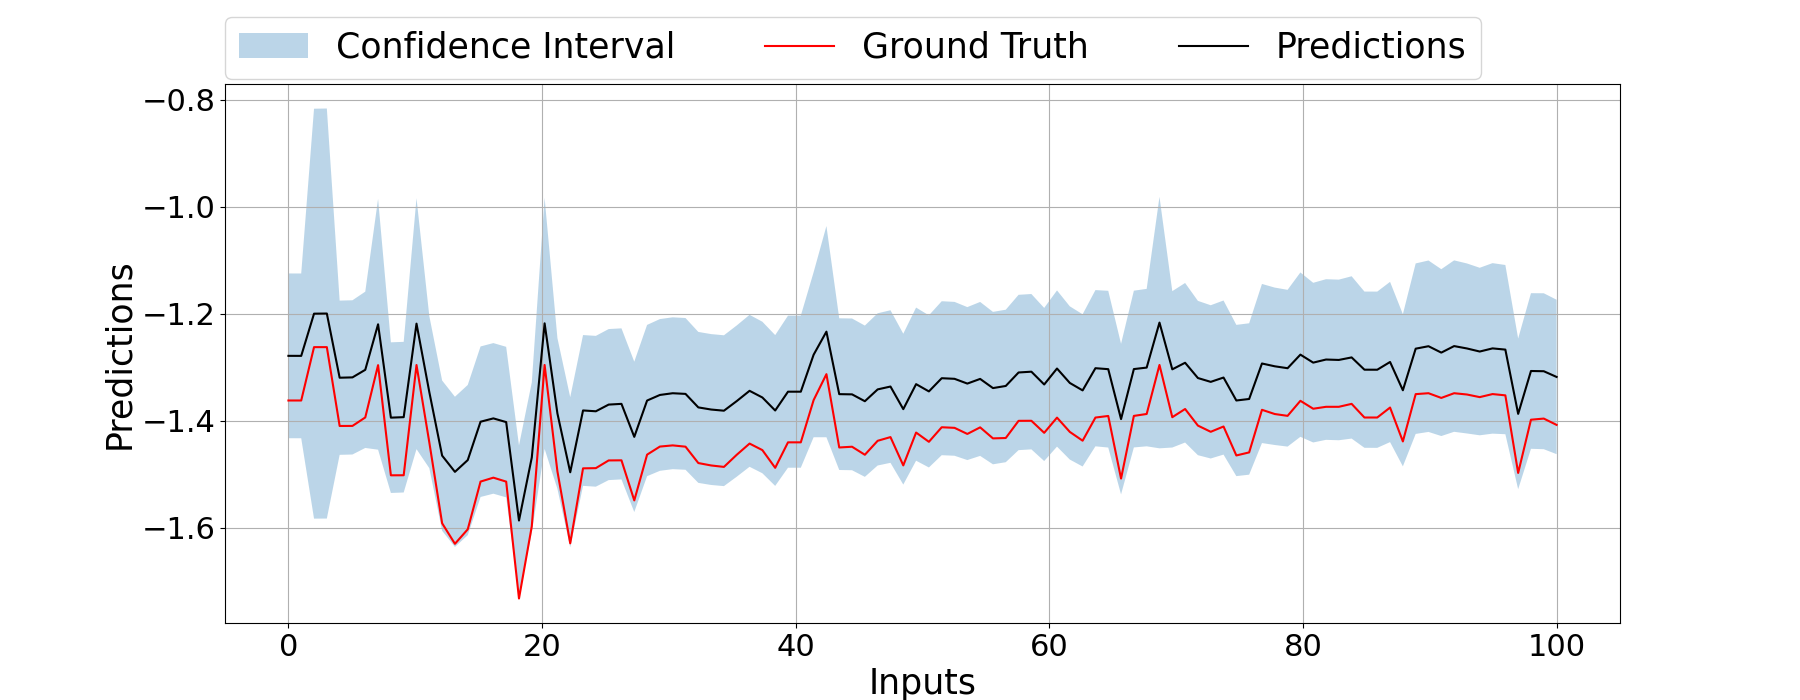 Confidence Interval Ground Truth Predictions
−0.8
−1.0
−1.2
−1.4
−1.6
Predictions
0 20 40 60 80 100
Inputs